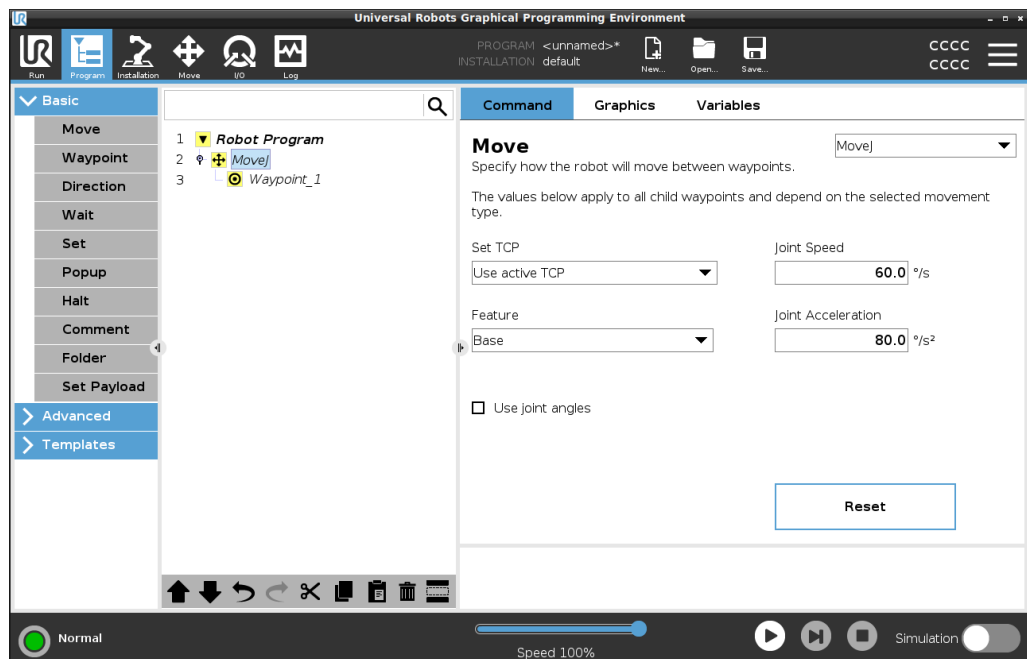 Universal Robots Graphical Programming Environment
UR
PROGRAM <unnamed>*
INSTALLATION default
CCCC
CCCC
Run
Program
Installation
Move
I/O
Log
New...
Open...
Save...
Basic
Move
Waypoint
Direction
Wait
Set
Popup
Halt
Comment
Folder
Set Payload
Advanced
Templates
1 Robot Program
2 MoveJ
3 Waypoint_1
Command Graphics Variables
Move
MoveJ
Specify how the robot will move between waypoints.
The values below apply to all child waypoints and depend on the selected movement
type.
Set TCP
Joint Speed
Use active TCP
60.0 °/s
Feature
Joint Acceleration
Base
80.0 °/s²
Use joint angles
Reset
Normal
Speed 100%
Simulation